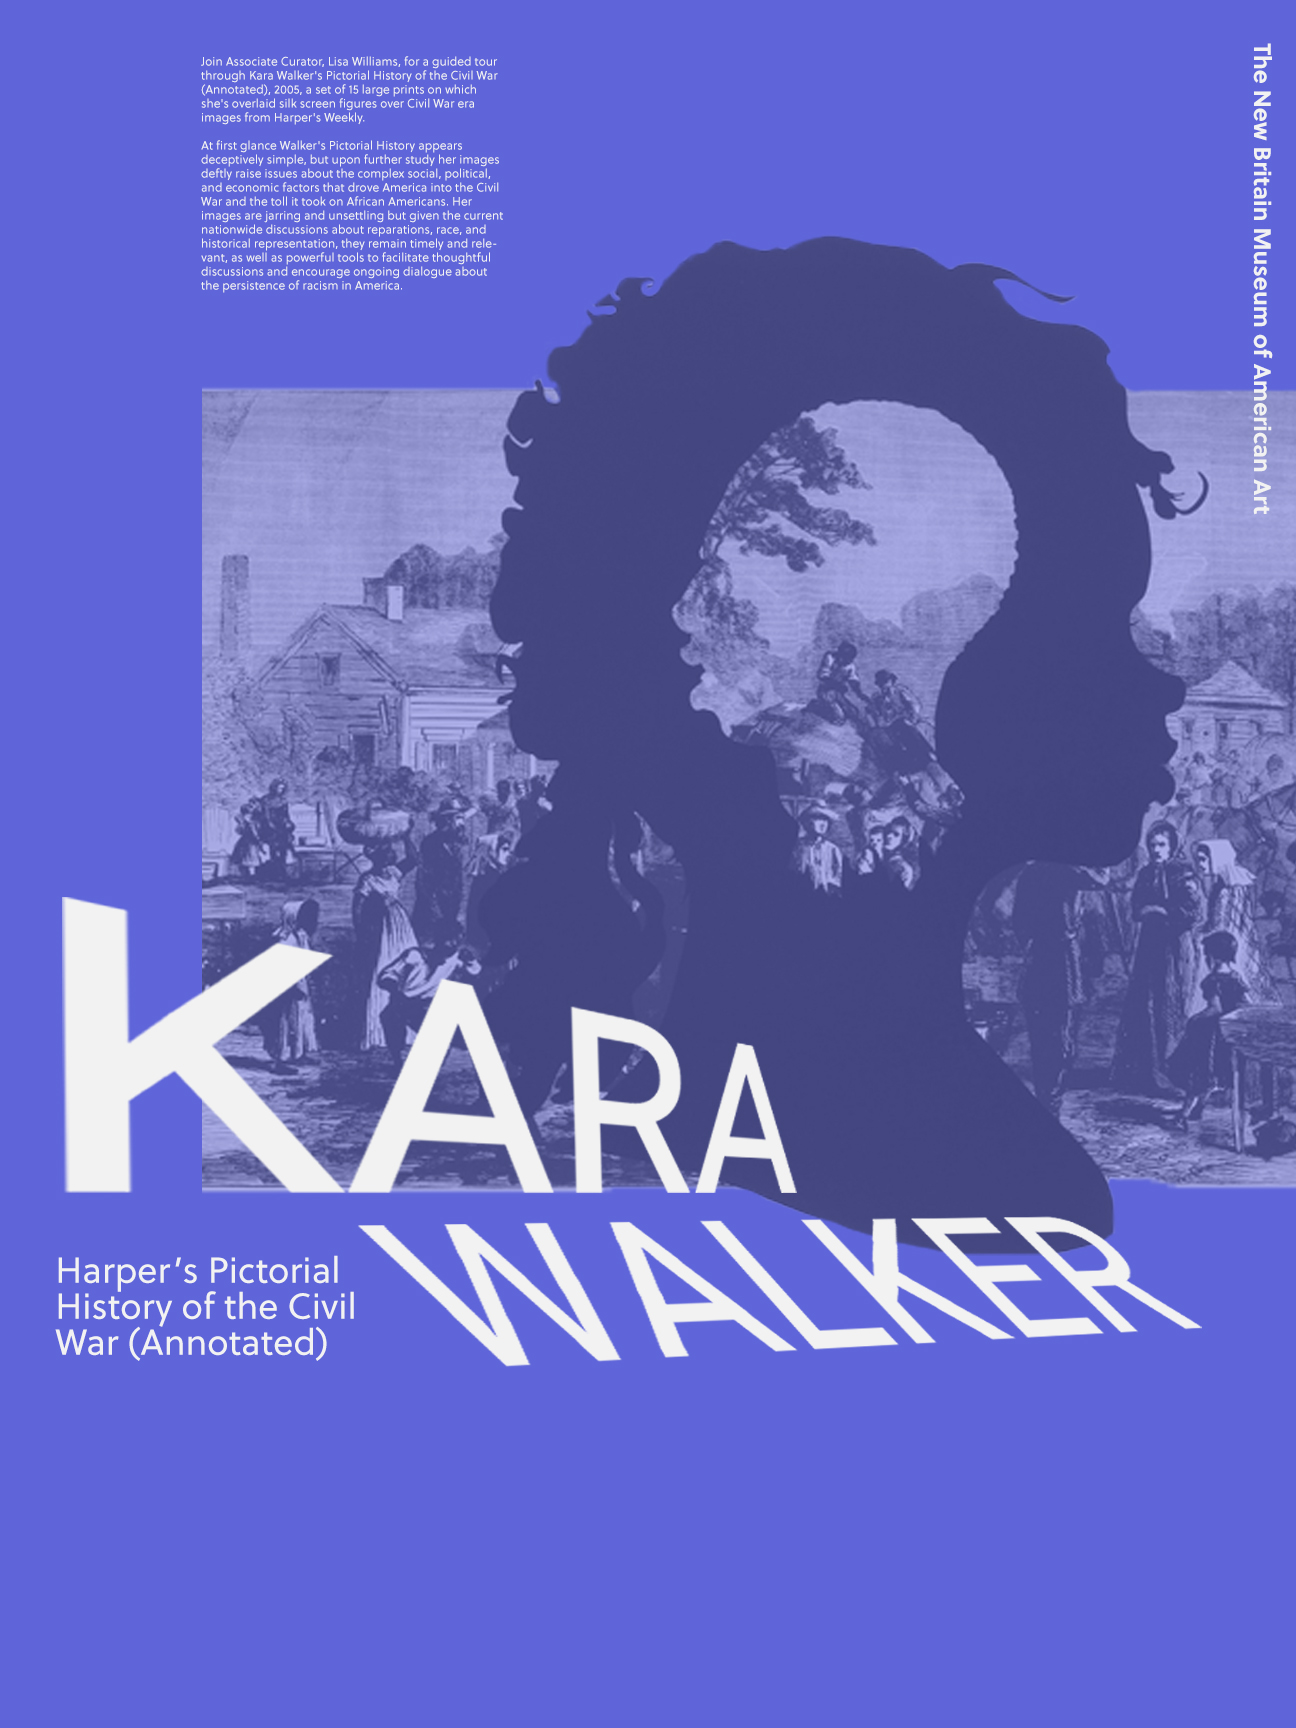 Join Associate Curator, Lisa Williams, for a guided tour
through Kara Walker's Pictorial History of the Civil War
(Annotated), 2005, a set of 15 large prints on which
she's overlaid silk screen figures over Civil War era
images from Harper's Weekly.
At first glance Walker's Pictorial History appears
deceptively simple, but upon further study her images
deftly raise issues about the complex social, political,
and economic factors that drove America into the Civil
War and the toll it took on African Americans. Her
images are jarring and unsettling but given the current
nationwide discussions about reparations, race, and
historical representation, they remain timely and rele-
vant, as well as powerful tools to facilitate thoughtful
discussions and encourage ongoing dialogue about
the persistence of racism in America.
The New Britain Museum of American Art
KARA
WALKER
Harper's Pictorial
History of the Civil
War (Annotated)